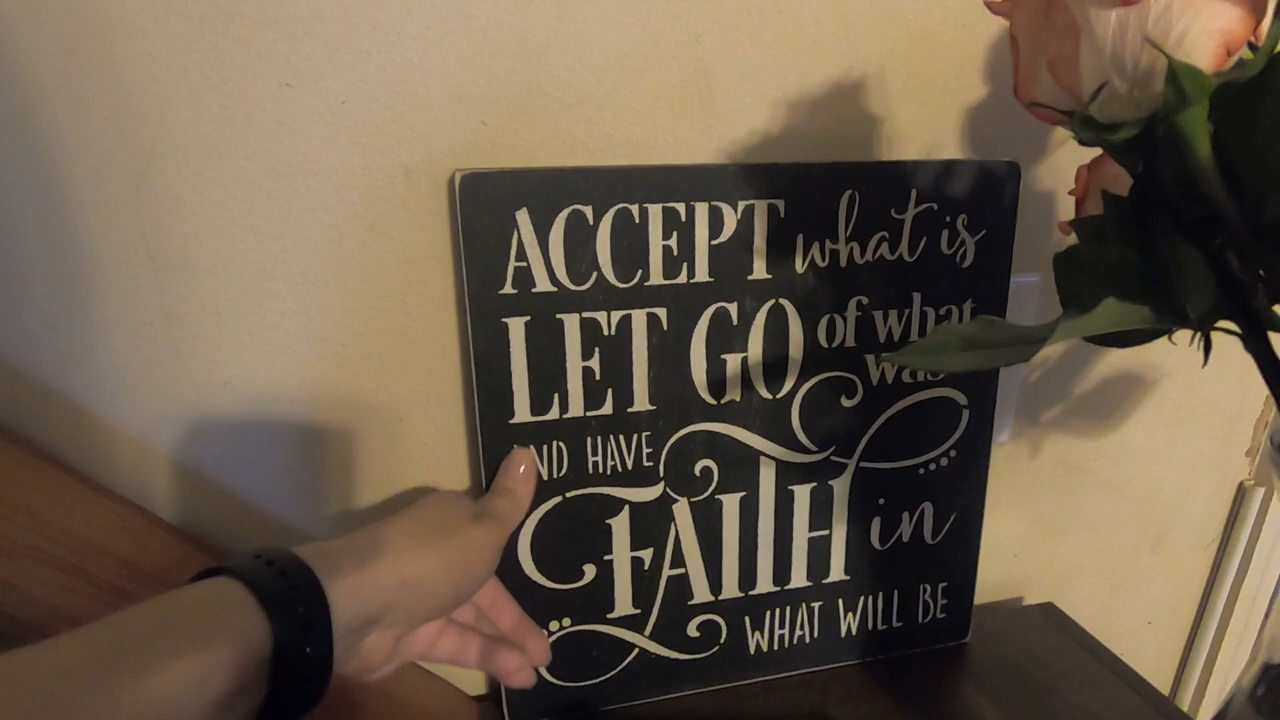 ACCEPT what is
LET GO of what
was
AND HAVE
FAITH in
WHAT WILL BE